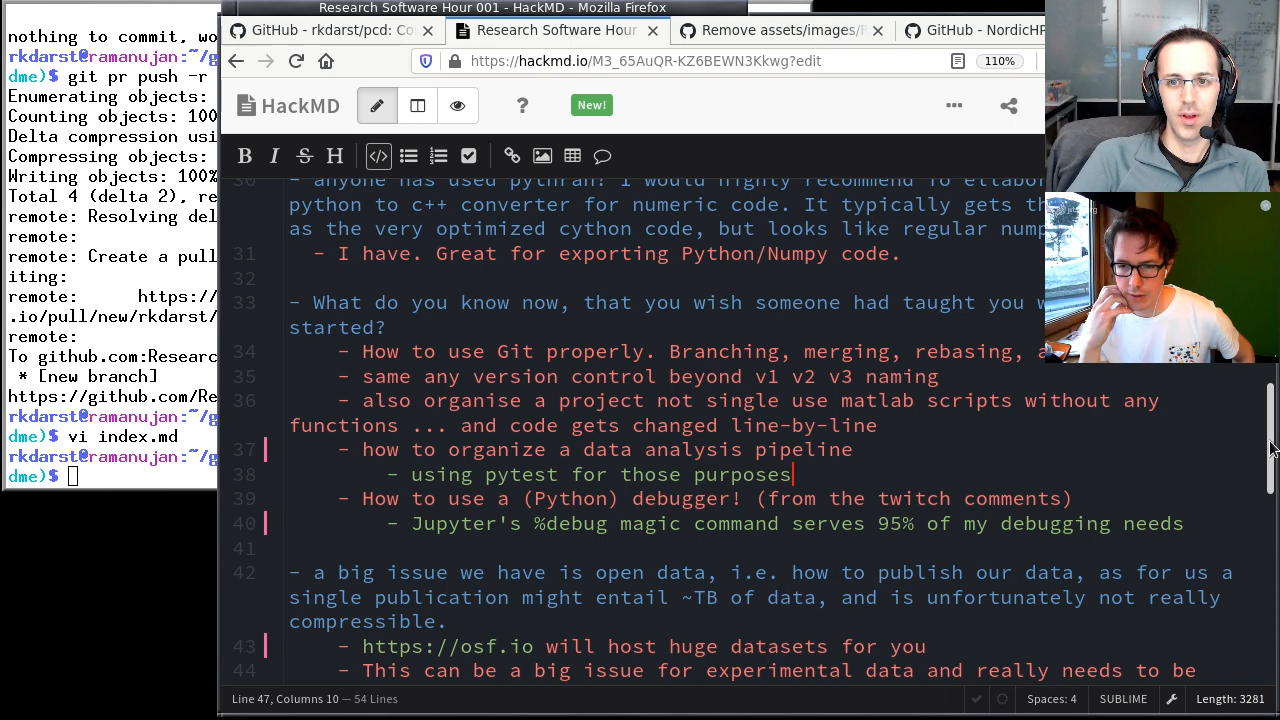 Research Software Hour 001 - HackMD - Mozilla Firefox
nothing to commit, wo
rkdarst@ramanujan:~/g
dme)$ git pr push -r
Enumerating objects:
Counting objects: 100
Delta compression usi
Compressing objects:
Writing objects: 100%
Total 4 (delta 2), re
remote: Resolving del
remote:
remote: Create a pull
iting:
remote:      https://
.io/pull/new/rkdarst/
remote:
To github.com:Researc
 * [new branch]
https://github.com/Re
rkdarst@ramanujan:~/g
dme)$ vi index.md
rkdarst@ramanujan:~/g
dme)$
GitHub - rkdarst/pcd: Co
Research Software Hour
Remove assets/images/R
GitHub - NordicHP
https://hackmd.io/M3_65AuQR-KZ6BEWN3Kkwg?edit
110%
HackMD
? New!
B I S H
30 - anyone has used pythran? I would highly recommend to ellabor
python to c++ converter for numeric code. It typically gets th
as the very optimized cython code, but looks like regular nump
31 - I have. Great for exporting Python/Numpy code.
32
33 - What do you know now, that you wish someone had taught you w
started?
34 - How to use Git properly. Branching, merging, rebasing, a
35 - same any version control beyond v1 v2 v3 naming
36 - also organise a project not single use matlab scripts without any
functions ... and code gets changed line-by-line
37 - how to organize a data analysis pipeline
38 - using pytest for those purposes
39 - How to use a (Python) debugger! (from the twitch comments)
40 - Jupyter's %debug magic command serves 95% of my debugging needs
41
42 - a big issue we have is open data, i.e. how to publish our data, as for us a
single publication might entail ~TB of data, and is unfortunately not really
compressible.
43 - https://osf.io will host huge datasets for you
44 - This can be a big issue for experimental data and really needs to be
Line 47, Columns 10 — 54 Lines
Spaces: 4
SUBLIME
Length: 3281